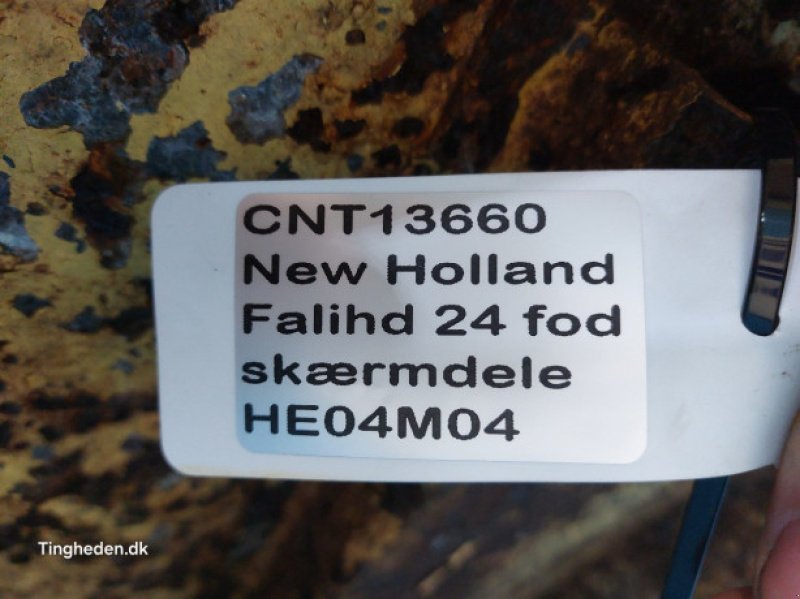 CNT13660
New Holland
Falihd 24 fod
skærmdele
HE04M04
Tingheden.dk